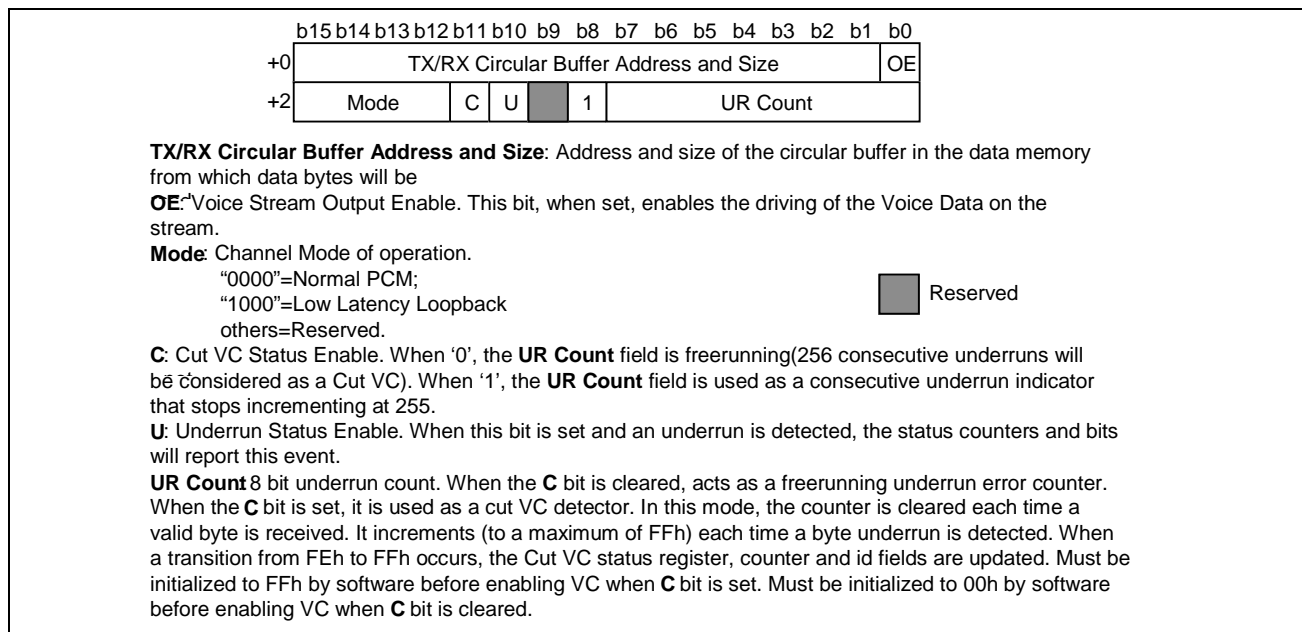 b15 b14 b13 b12 b11 b10 b9 b8 b7 b6 b5 b4 b3 b2 b1 b0
+0 TX/RX Circular Buffer Address and Size OE
+2 Mode C U 1 UR Count
TX/RX Circular Buffer Address and Size: Address and size of the circular buffer in the data memory
from which data bytes will be
OE: Voice Stream Output Enable. This bit, when set, enables the driving of the Voice Data on the
stream.
Mode: Channel Mode of operation.
“0000”=Normal PCM;
“1000”=Low Latency Loopback
Reserved
others=Reserved.
C: Cut VC Status Enable. When ‘0’, the UR Count field is freerunning(256 consecutive underruns will
be considered as a Cut VC). When ‘1’, the UR Count field is used as a consecutive underrun indicator
that stops incrementing at 255.
U: Underrun Status Enable. When this bit is set and an underrun is detected, the status counters and bits
will report this event.
UR Count: 8 bit underrun count. When the C bit is cleared, acts as a freerunning underrun error counter.
When the C bit is set, it is used as a cut VC detector. In this mode, the counter is cleared each time a
valid byte is received. It increments (to a maximum of FFh) each time a byte underrun is detected. When
a transition from FEh to FFh occurs, the Cut VC status register, counter and id fields are updated. Must be
initialized to FFh by software before enabling VC when C bit is set. Must be initialized to 00h by software
before enabling VC when C bit is cleared.